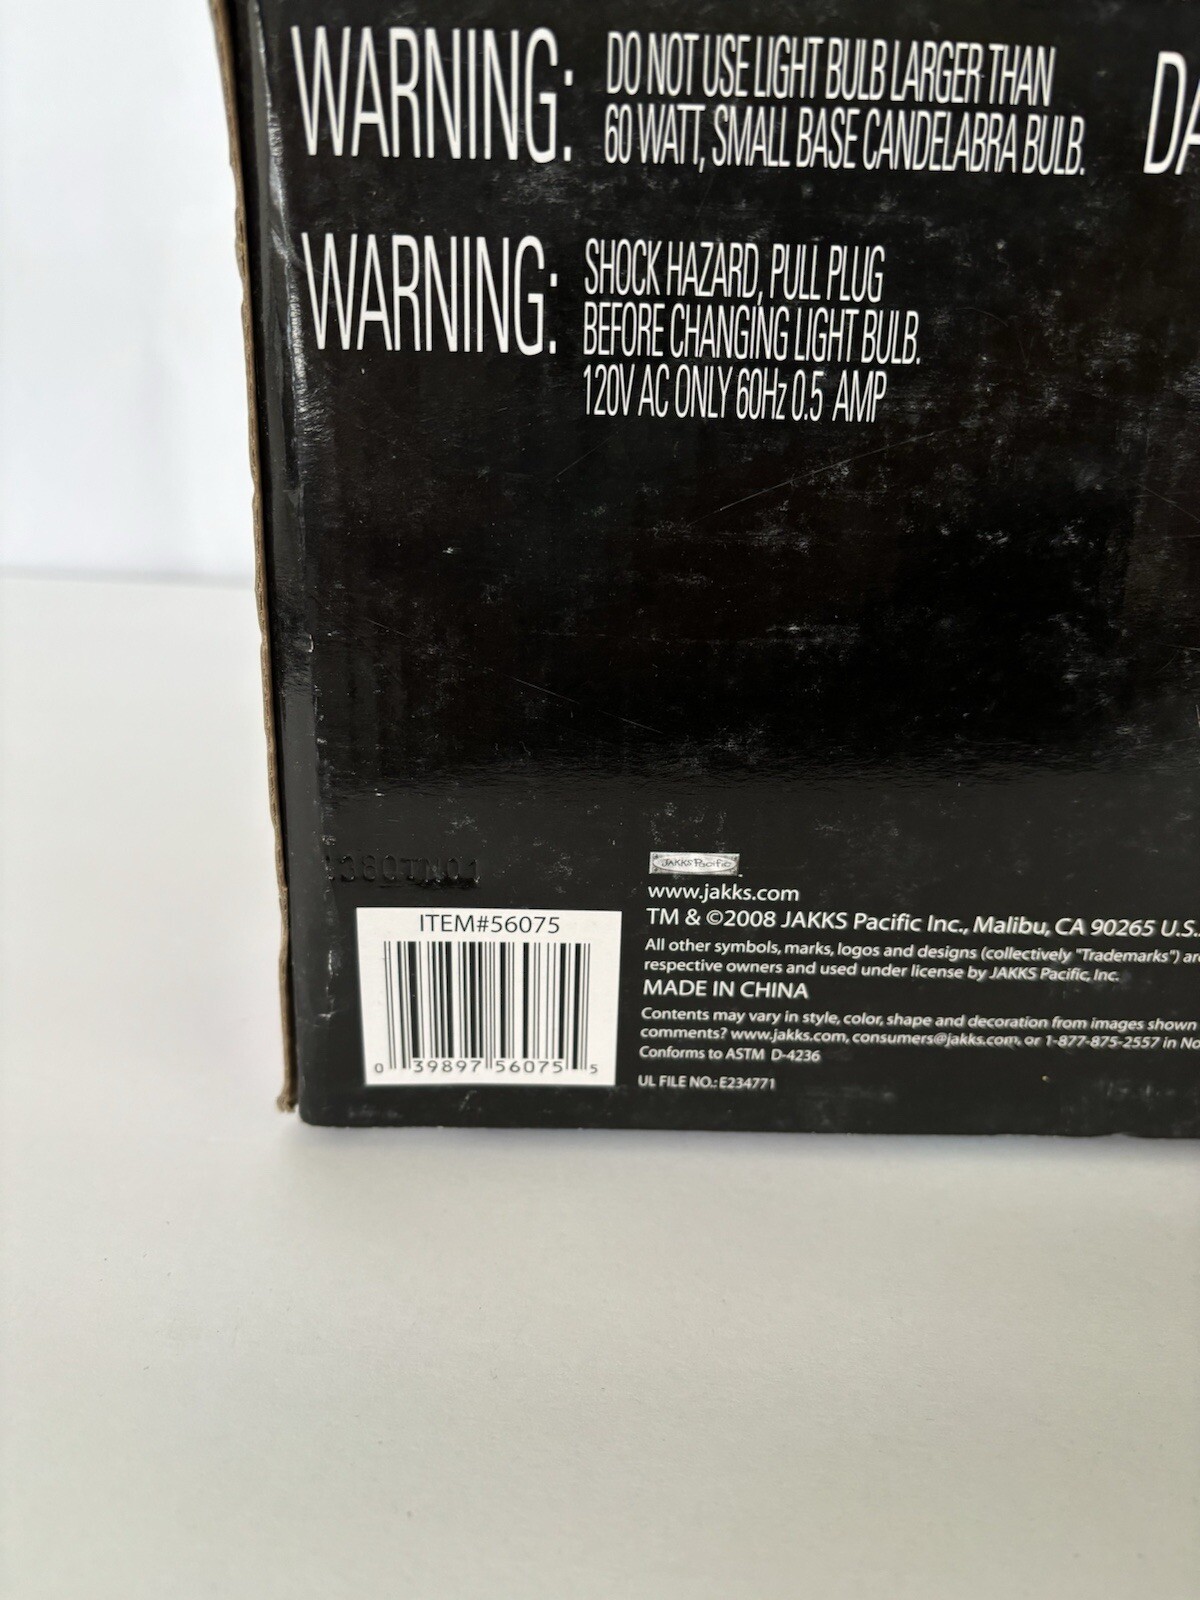 WARNING: DO NOT USE LIGHT BULB LARGER THAN
60 WATT, SMALL BASE CANDELABRA BULB.
WARNING: SHOCK HAZARD, PULL PLUG
BEFORE CHANGING LIGHT BULB.
120V AC ONLY 60Hz 0.5 AMP
ITEM#56075
0 39897 56075 5
JAKKS Pacific
www.jakks.com
TM & ©2008 JAKKS Pacific Inc., Malibu, CA 90265 U.S.
All other symbols, marks, logos and designs (collectively "Trademarks") are
respective owners and used under license by JAKKS Pacific, Inc.
MADE IN CHINA
Contents may vary in style, color, shape and decoration from images shown
comments? www.jakks.com, consumers@jakks.com, or 1-877-875-2557 in No
Conforms to ASTM D-4236
UL FILE NO.: E234771